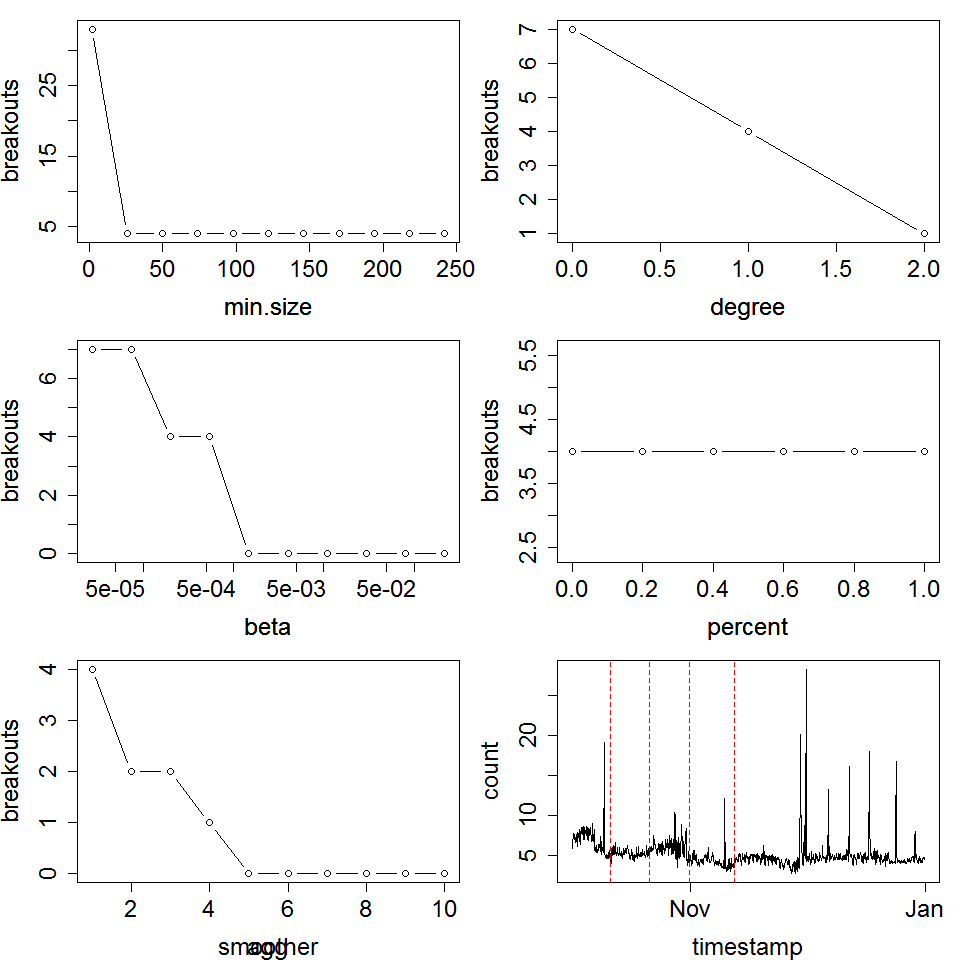 breakouts
5 15 25
0 50 100 150 200 250
min.size
breakouts
1 2 3 4 5 6 7
0.0 0.5 1.0 1.5 2.0
degree
breakouts
0 2 4 6
5e-05 5e-04 5e-03 5e-02
beta
breakouts
2.5 3.5 4.5 5.5
0.0 0.2 0.4 0.6 0.8 1.0
percent
breakouts
0 1 2 3 4
2 4 6 8 10
smoother
count
5 10 20
Nov Jan
timestamp